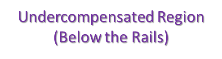 Undercompensated Region
(Below the Rails)